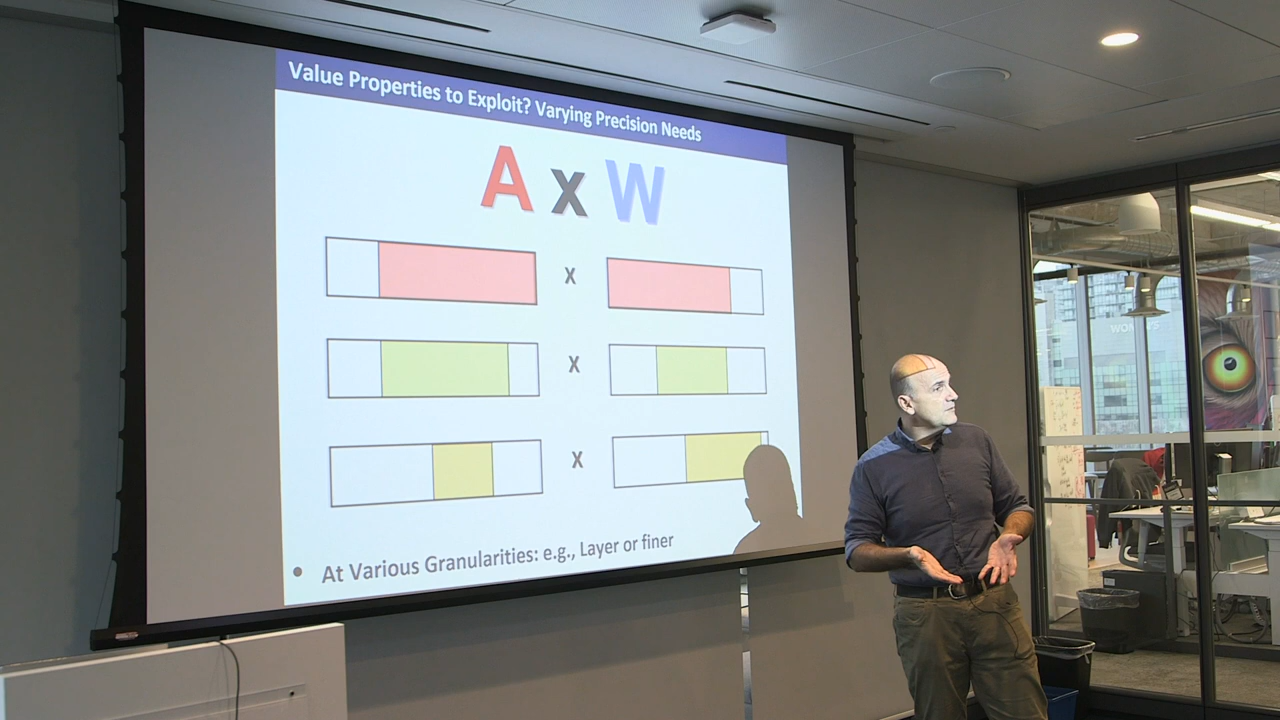 Value Properties to Exploit? Varying Precision Needs
A x W
x
x
x
• At Various Granularities: e.g., Layer or finer